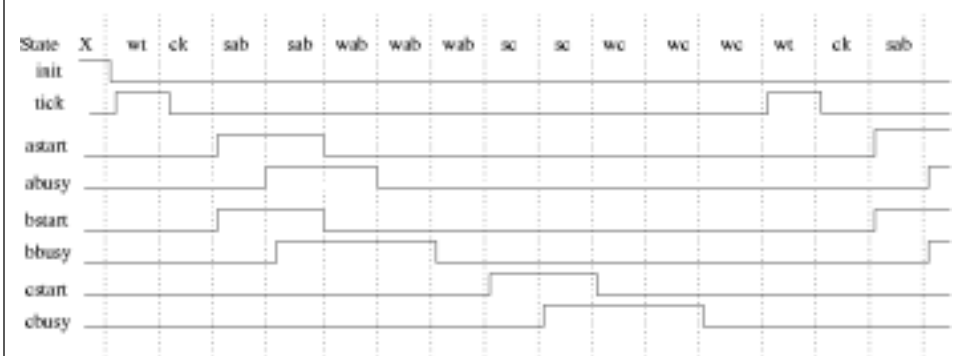 State X wt ck sab sab wab wab wab sc sc wc wc wc wt ck sab
init
tick
astart
abusy
bstart
bbusy
cstart
cbusy